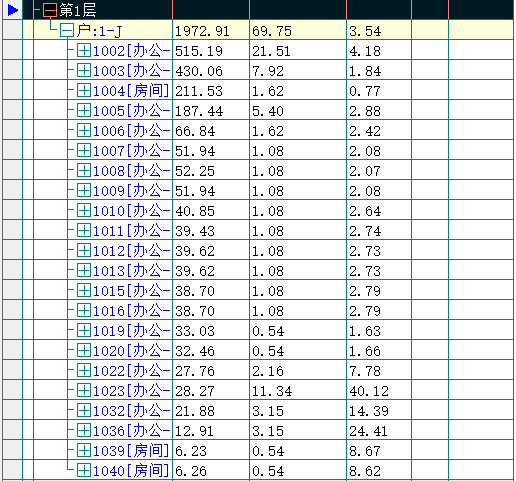 第1层
户:1-J 1972.91 69.75 3.54
1002[办公- 515.19 21.51 4.18
1003[办公- 430.06 7.92 1.84
1004[房间] 211.53 1.62 0.77
1005[办公- 187.44 5.40 2.88
1006[办公- 66.84 1.62 2.42
1007[办公- 51.94 1.08 2.08
1008[办公- 52.25 1.08 2.07
1009[办公- 51.94 1.08 2.08
1010[办公- 40.85 1.08 2.64
1011[办公- 39.43 1.08 2.74
1012[办公- 39.62 1.08 2.73
1013[办公- 39.62 1.08 2.73
1015[办公- 38.70 1.08 2.79
1016[办公- 38.70 1.08 2.79
1019[办公- 33.03 0.54 1.63
1020[办公- 32.46 0.54 1.66
1022[办公- 27.76 2.16 7.78
1023[办公- 28.27 11.34 40.12
1032[办公- 21.88 3.15 14.39
1036[办公- 12.91 3.15 24.41
1039[房间] 6.23 0.54 8.67
1040[房间] 6.26 0.54 8.62